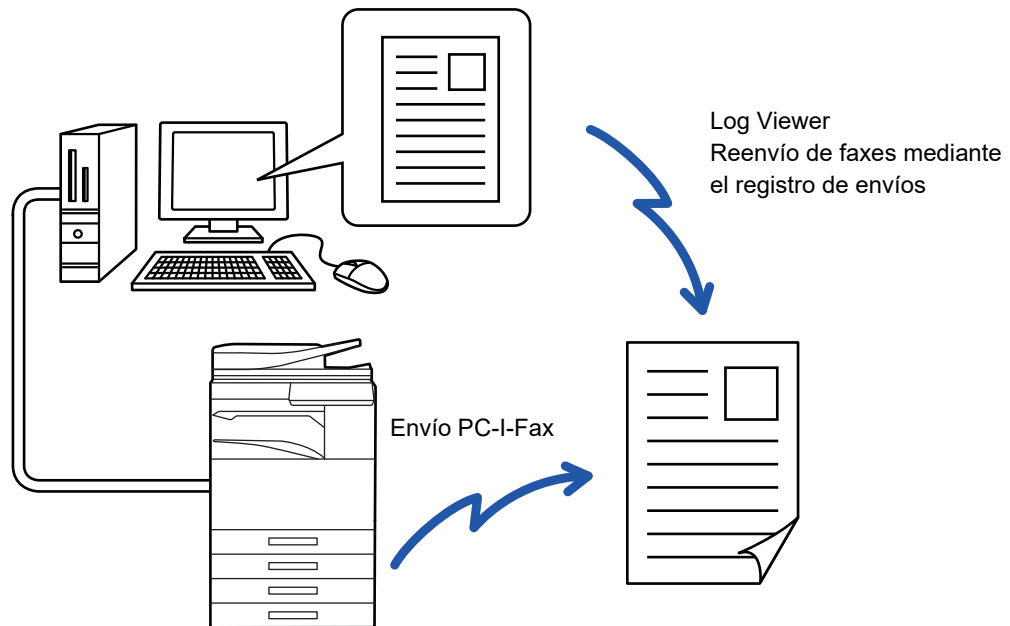 Log Viewer
Reenvío de faxes mediante
el registro de envíos
Envío PC-I-Fax